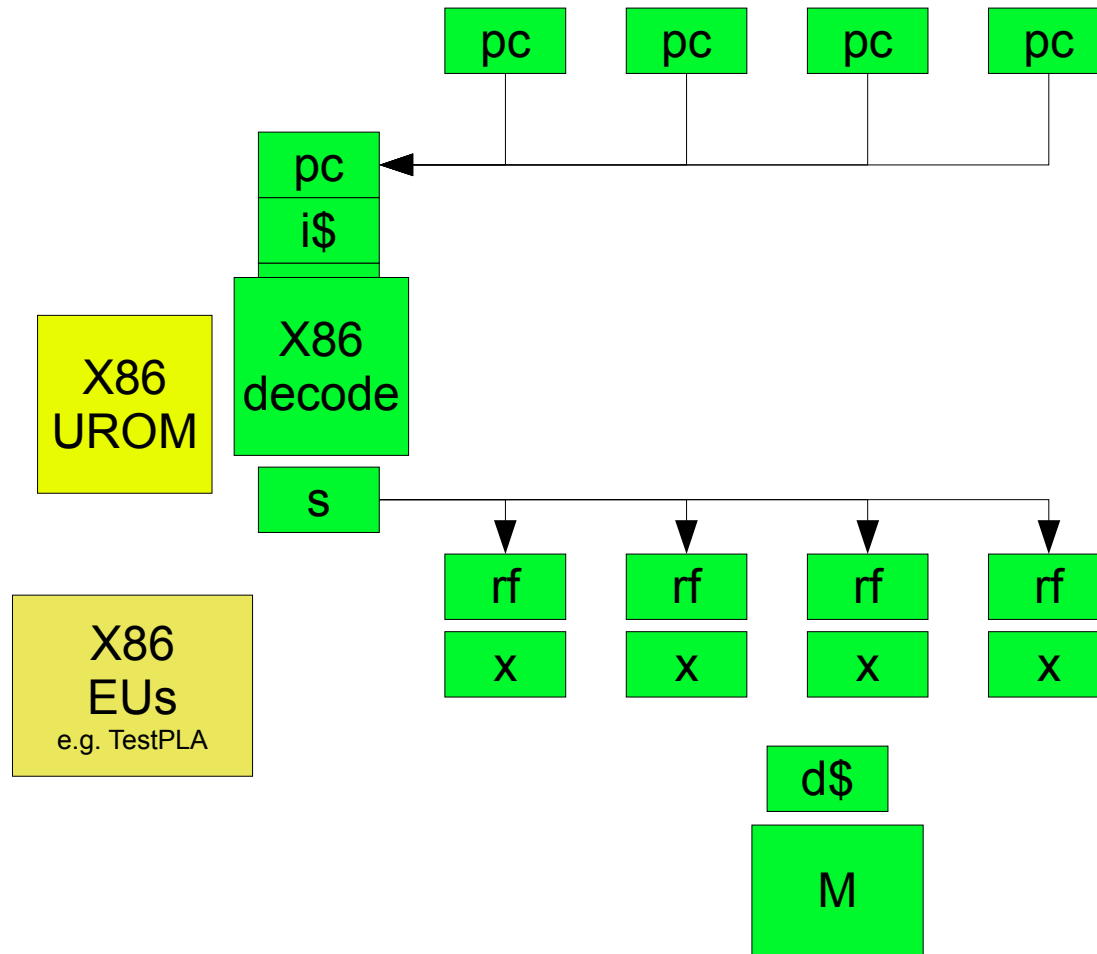 pc pc pc pc
pc
i$
X86
decode
X86
UROM
s
rf rf rf rf
x x x x
X86
EUs
e.g. TestPLA
d$
M